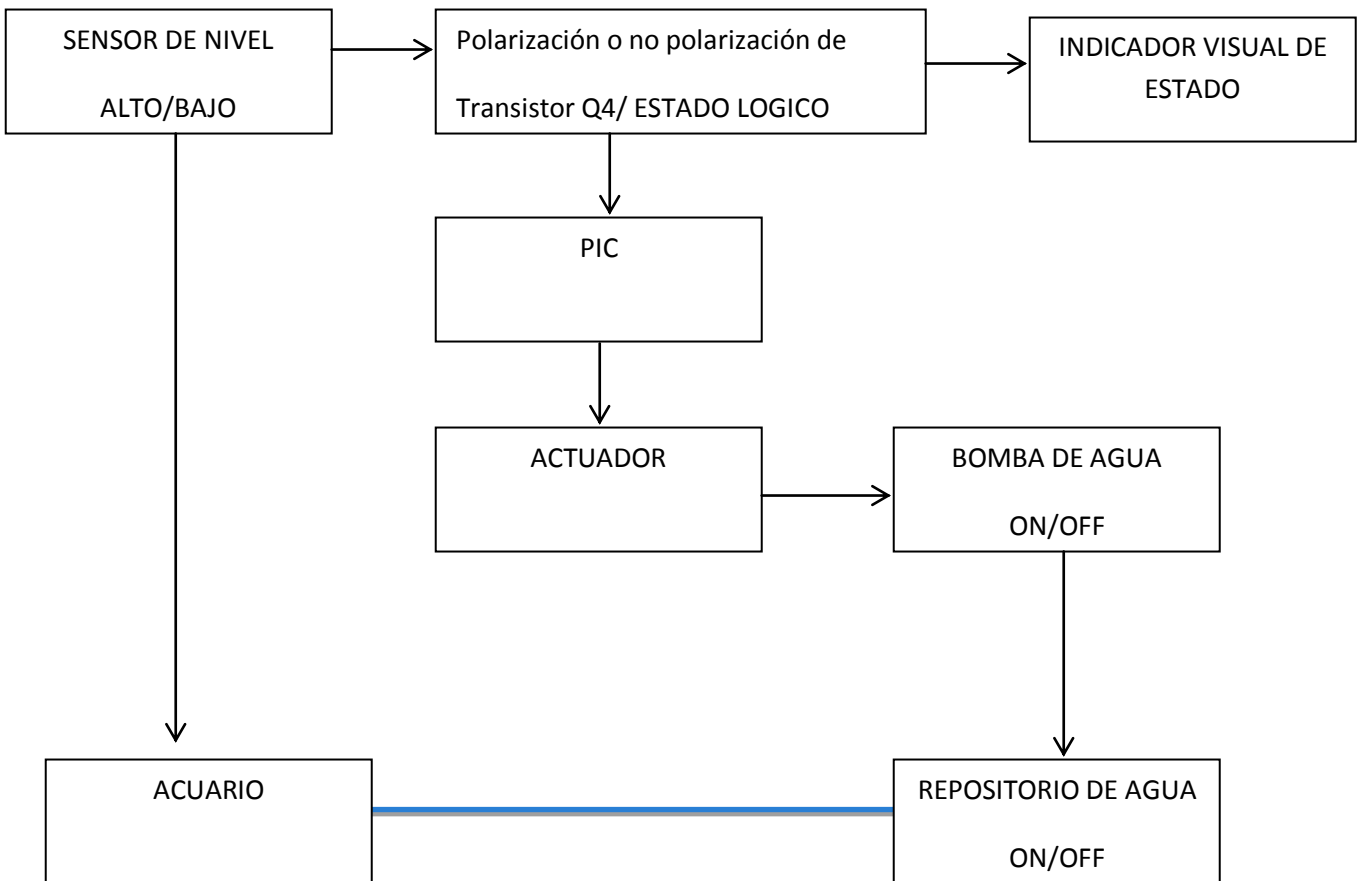 SENSOR DE NIVEL
ALTO/BAJO
Polarización o no polarización de
Transistor Q4/ ESTADO LOGICO
INDICADOR VISUAL DE
ESTADO
PIC
ACTUADOR
BOMBA DE AGUA
ON/OFF
ACUARIO
REPOSITORIO DE AGUA
ON/OFF